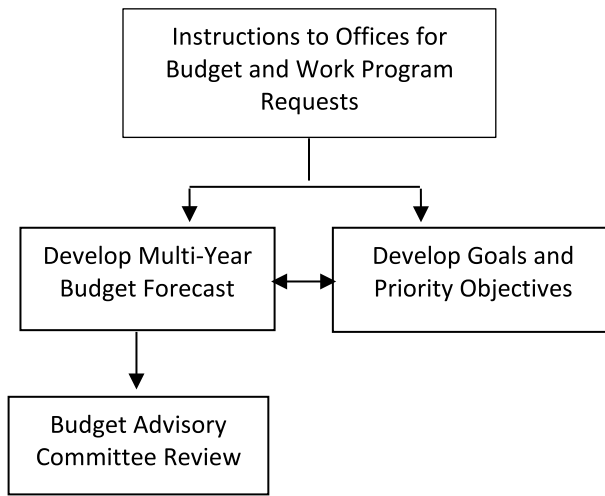 Instructions to Offices for
Budget and Work Program
Requests
Develop Multi-Year
Budget Forecast
Develop Goals and
Priority Objectives
Budget Advisory
Committee Review